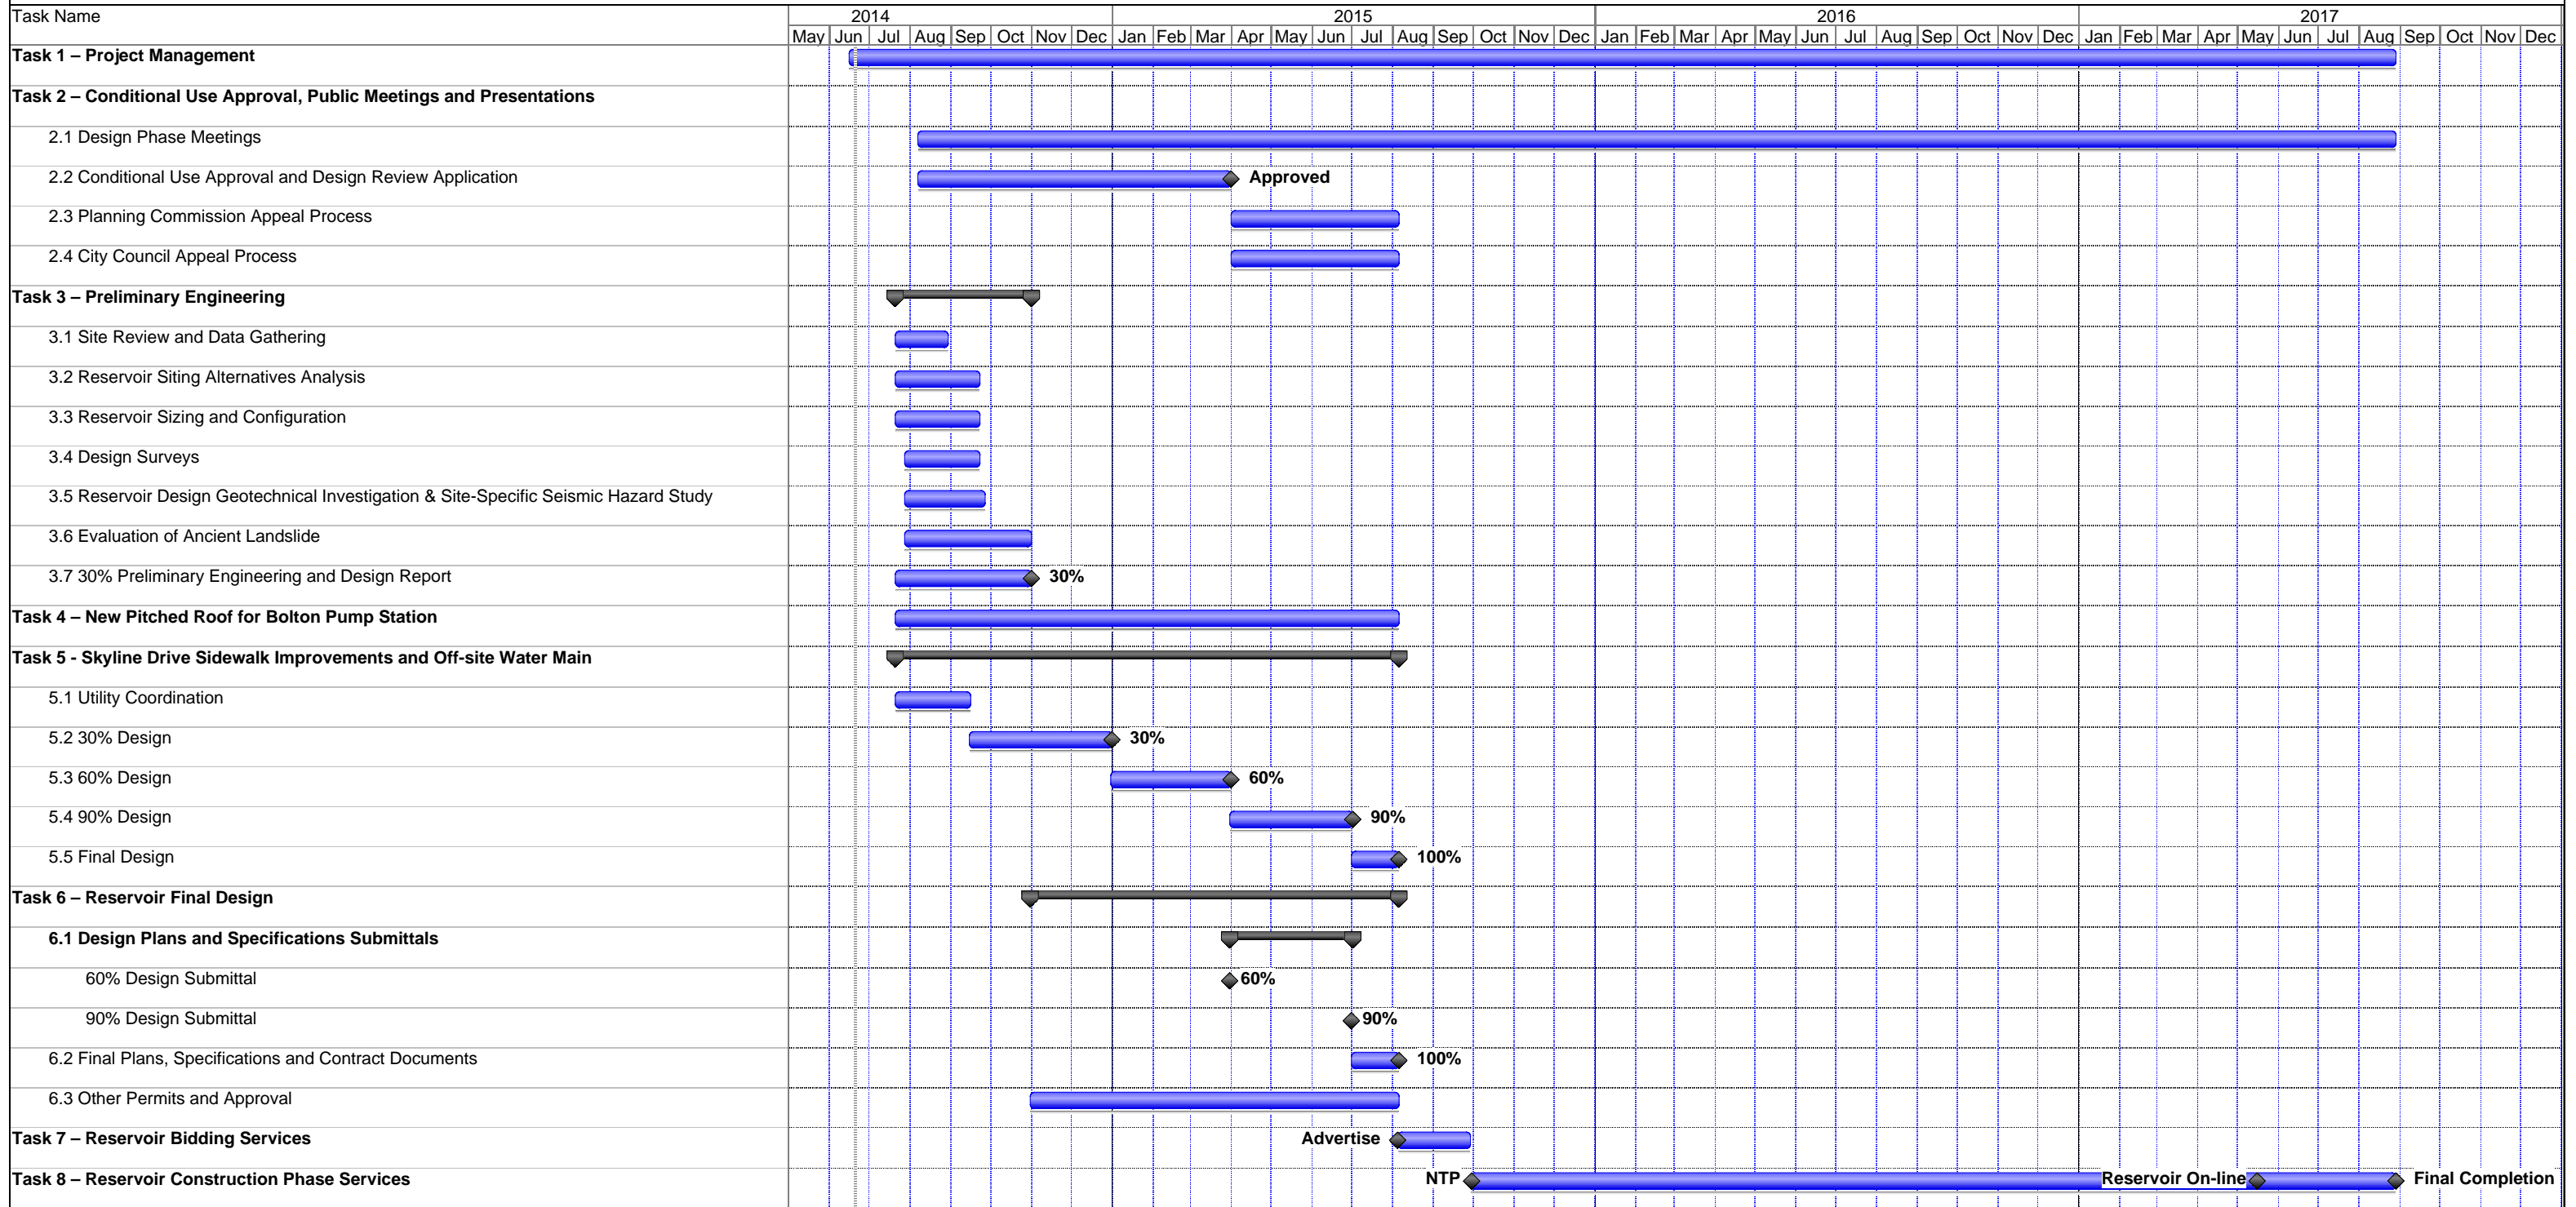 Task Name
2014 2015 2016 2017
May Jun Jul Aug Sep Oct Nov Dec Jan Feb Mar Apr May Jun Jul Aug Sep Oct Nov Dec Jan Feb Mar Apr May Jun Jul Aug Sep Oct Nov Dec Jan Feb Mar Apr May Jun Jul Aug Sep Oct Nov Dec
Task 1 – Project Management
Task 2 – Conditional Use Approval, Public Meetings and Presentations
2.1 Design Phase Meetings
2.2 Conditional Use Approval and Design Review Application Approved
2.3 Planning Commission Appeal Process
2.4 City Council Appeal Process
Task 3 – Preliminary Engineering
3.1 Site Review and Data Gathering
3.2 Reservoir Siting Alternatives Analysis
3.3 Reservoir Sizing and Configuration
3.4 Design Surveys
3.5 Reservoir Design Geotechnical Investigation & Site-Specific Seismic Hazard Study
3.6 Evaluation of Ancient Landslide
3.7 30% Preliminary Engineering and Design Report 30%
Task 4 – New Pitched Roof for Bolton Pump Station
Task 5 - Skyline Drive Sidewalk Improvements and Off-site Water Main
5.1 Utility Coordination
5.2 30% Design 30%
5.3 60% Design 60%
5.4 90% Design 90%
5.5 Final Design 100%
Task 6 – Reservoir Final Design
6.1 Design Plans and Specifications Submittals
60% Design Submittal 60%
90% Design Submittal 90%
6.2 Final Plans, Specifications and Contract Documents 100%
6.3 Other Permits and Approval
Task 7 – Reservoir Bidding Services Advertise
Task 8 – Reservoir Construction Phase Services NTP Reservoir On-line Final Completion